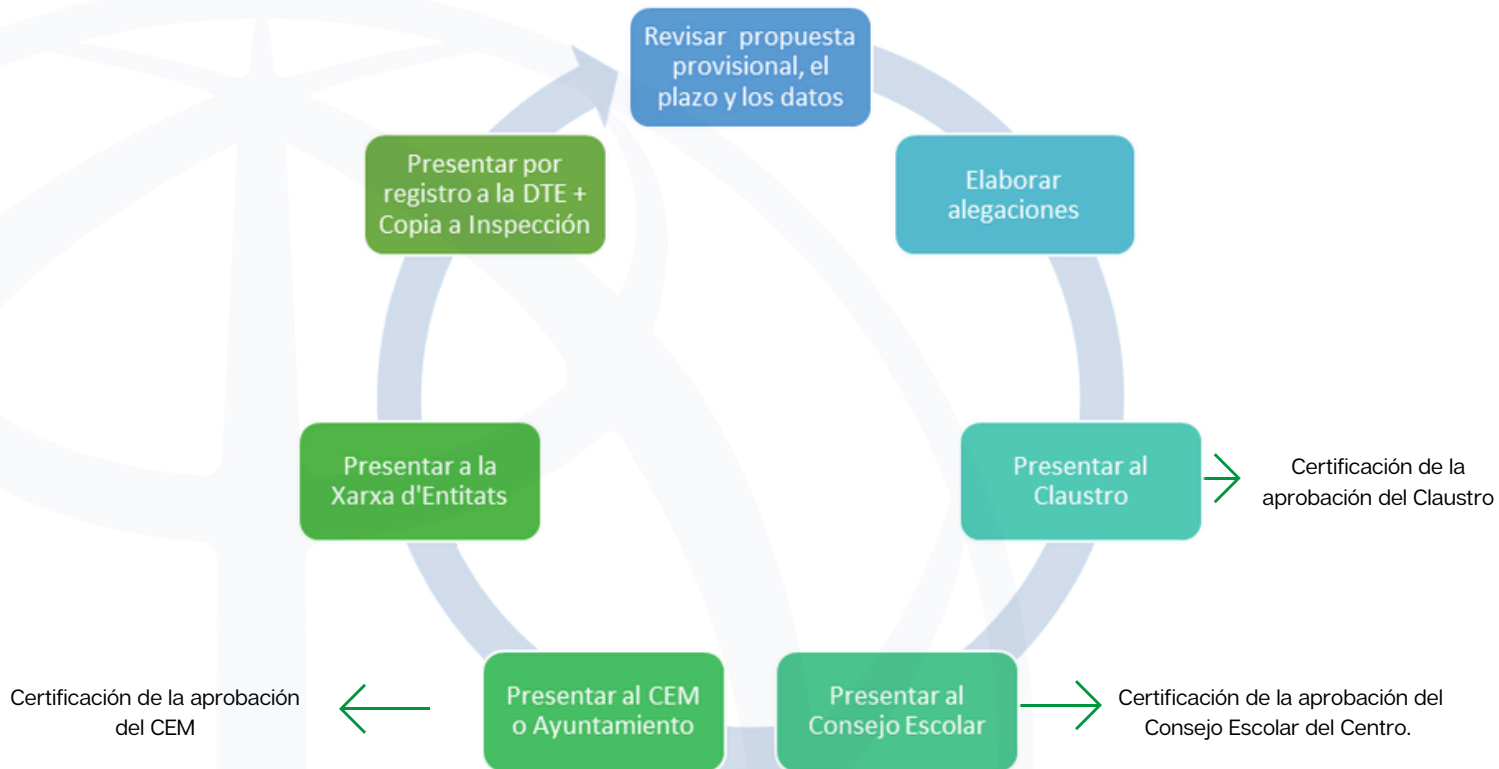 Revisar propuesta
provisional, el
plazo y los datos
Elaborar
alegaciones
Presentar al
Claustro
Certificación de la
aprobación del Claustro
Presentar al
Consejo Escolar
Certificación de la aprobación del
Consejo Escolar del Centro.
Presentar al CEM
o Ayuntamiento
Certificación de la aprobación
del CEM
Presentar a la
Xarxa d'Entitats
Presentar por
registro a la DTE +
Copia a Inspección